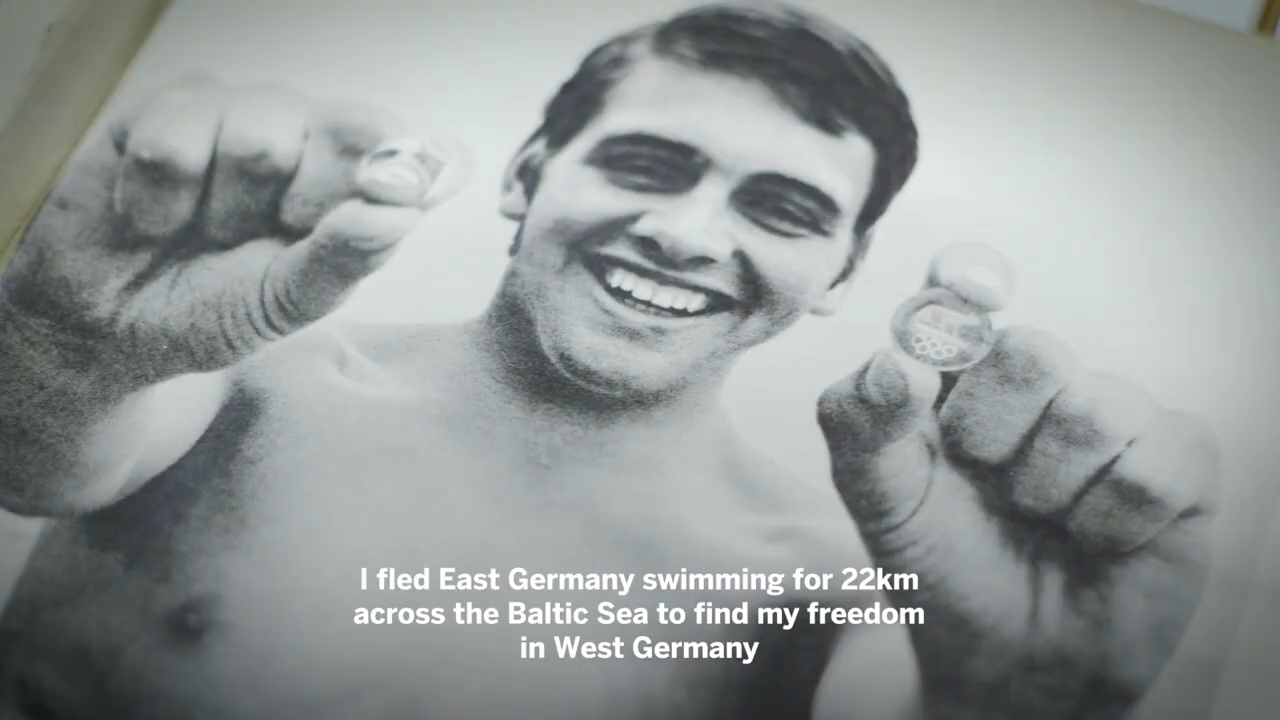 I fled East Germany swimming for 22km
across the Baltic Sea to find my freedom
in West Germany